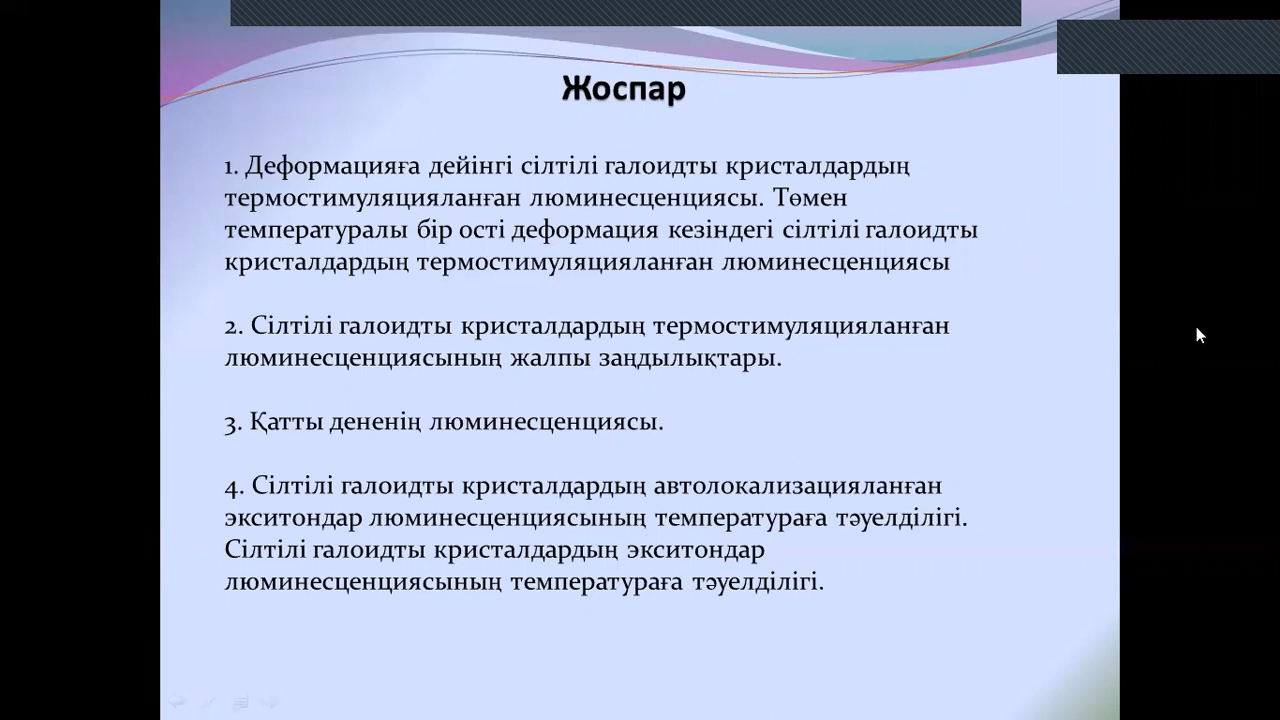 Жоспар
1. Деформацияға дейінгі сілтілі галоидты кристалдардың
термостимуляцияланған люминесценциясы. Төмен
температуралы бір ості деформация кезіндегі сілтілі галоидты
кристалдардың термостимуляцияланған люминесценциясы
2. Сілтілі галоидты кристалдардың термостимуляцияланған
люминесценциясының жалпы заңдылықтары.
3. Қатты дененің люминесценциясы.
4. Сілтілі галоидты кристалдардың автолокализацияланған
экситондар люминесценциясының температураға тәуелділігі.
Сілтілі галоидты кристалдардың экситондар
люминесценциясының температураға тәуелділігі.